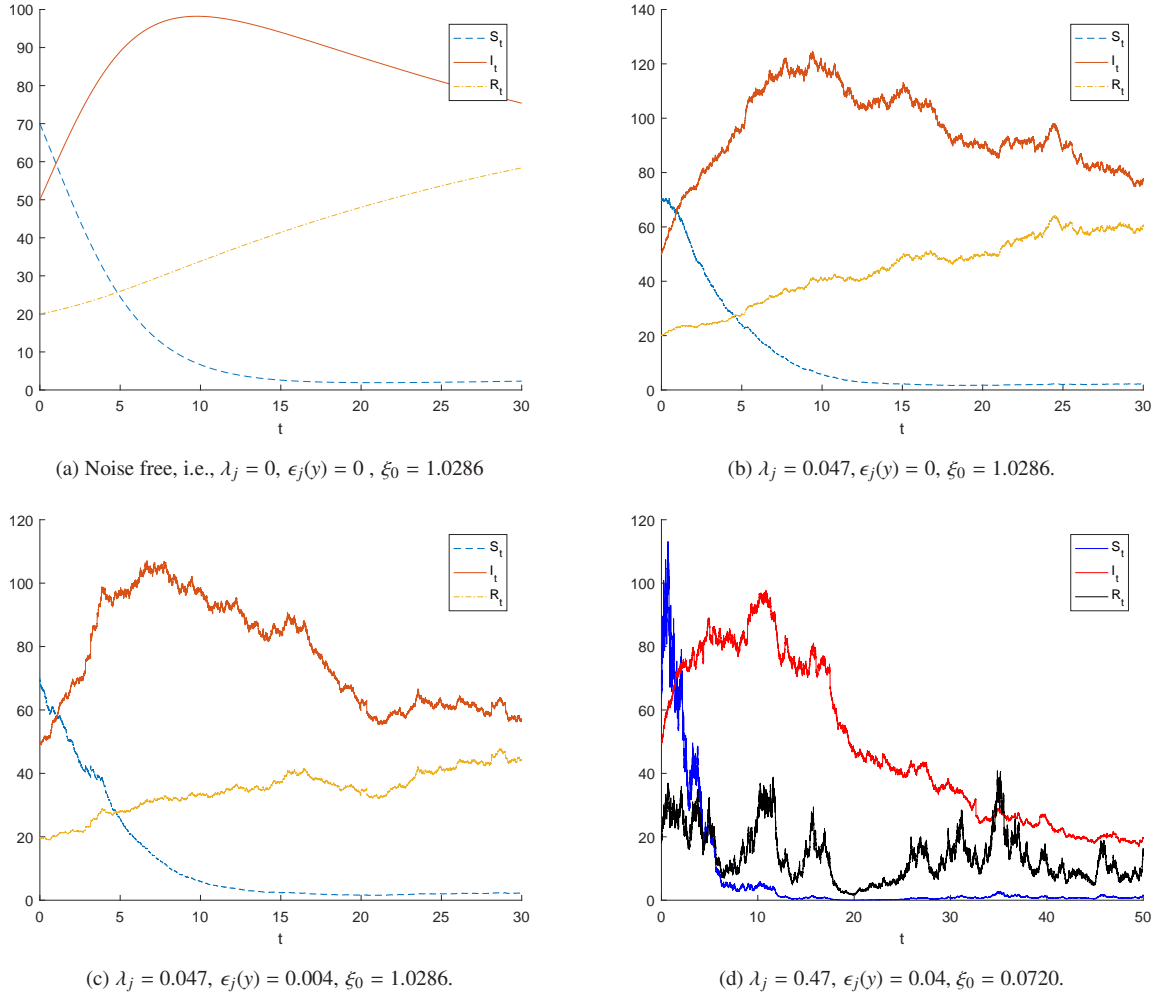 100
90
80
70
60
50
40
30
20
10
0
0 5 10 15 20 25 30
t
S_t
I_t
R_t
(a) Noise free, i.e., λ_j = 0, ϵ_j(y) = 0 , ξ_0 = 1.0286
140
120
100
80
60
40
20
0
0 5 10 15 20 25 30
t
S_t
I_t
R_t
(b) λ_j = 0.047, ϵ_j(y) = 0, ξ_0 = 1.0286.
120
100
80
60
40
20
0
0 5 10 15 20 25 30
t
S_t
I_t
R_t
(c) λ_j = 0.047, ϵ_j(y) = 0.004, ξ_0 = 1.0286.
120
100
80
60
40
20
0
0 10 20 30 40 50
t
S_t
I_t
R_t
(d) λ_j = 0.47, ϵ_j(y) = 0.04, ξ_0 = 0.0720.